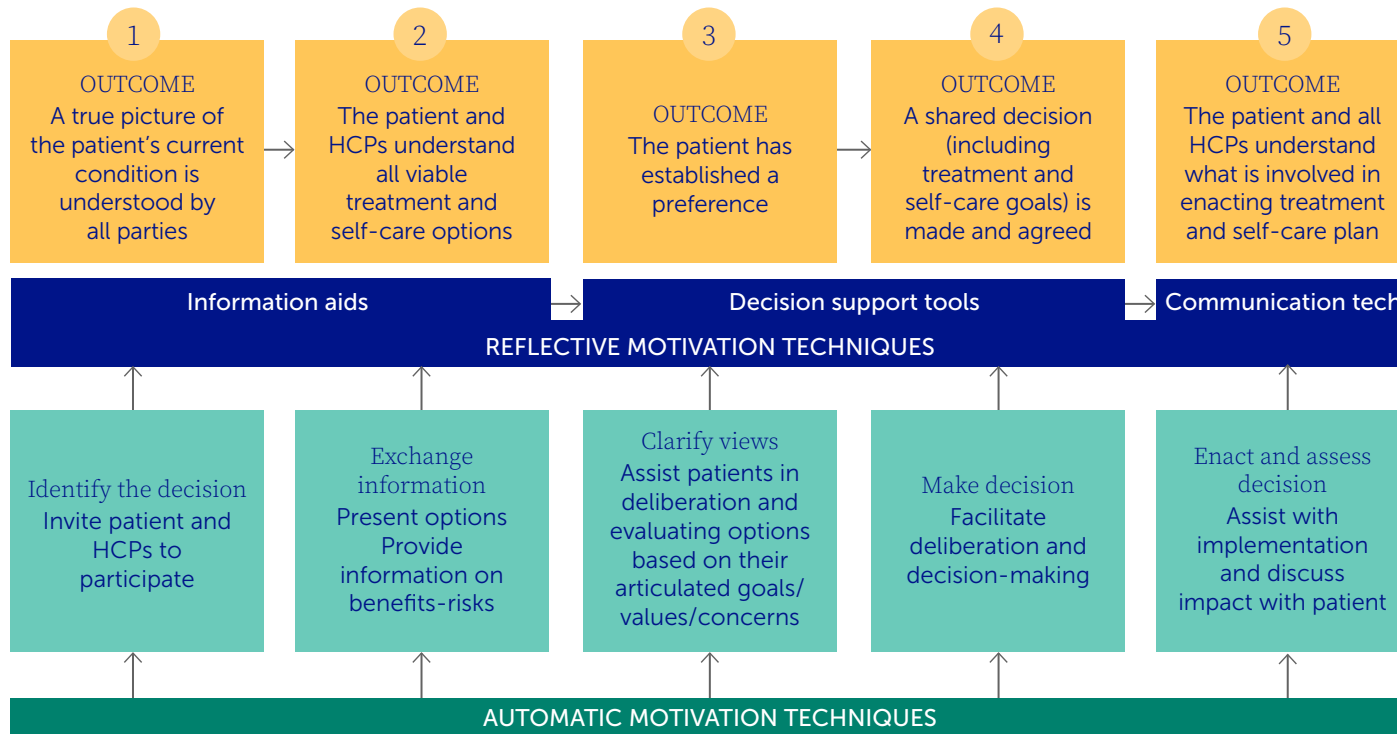 1
OUTCOME
A true picture of
the patient's current
condition is
understood by
all parties
2
OUTCOME
The patient and
HCPs understand
all viable
treatment and
self-care options
3
OUTCOME
The patient has
established a
preference
4
OUTCOME
A shared decision
(including
treatment and
self-care goals) is
made and agreed
5
OUTCOME
The patient and all
HCPs understand
what is involved in
enacting treatment
and self-care plan
Information aids
Decision support tools
Communication tech
REFLECTIVE MOTIVATION TECHNIQUES
Identify the decision
Invite patient and
HCPs to
participate
Exchange
information
Present options
Provide
information on
benefits-risks
Clarify views
Assist patients in
deliberation and
evaluating options
based on their
articulated goals/
values/concerns
Make decision
Facilitate
deliberation and
decision-making
Enact and assess
decision
Assist with
implementation
and discuss
impact with patient
AUTOMATIC MOTIVATION TECHNIQUES